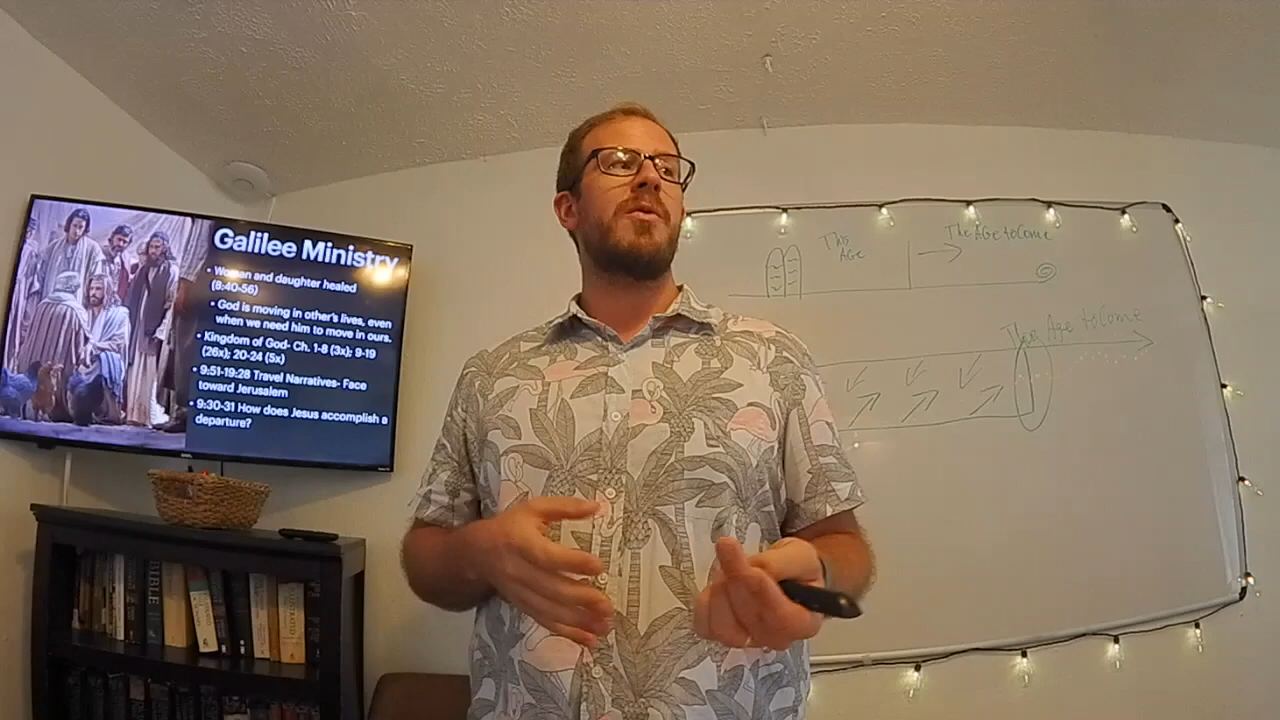 Galilee Ministry
• Woman and daughter healed
(8:40-56)
• God is moving in other's lives, even
when we need him to move in ours.
• Kingdom of God- Ch. 1-8 (3x); 9-19
(26x); 20-24 (5x)
• 9:51-19:28 Travel Narratives- Face
toward Jerusalem
• 9:30-31 How does Jesus accomplish a
departure?
This
Age
The Age to Come
The Age to Come
BIBLE